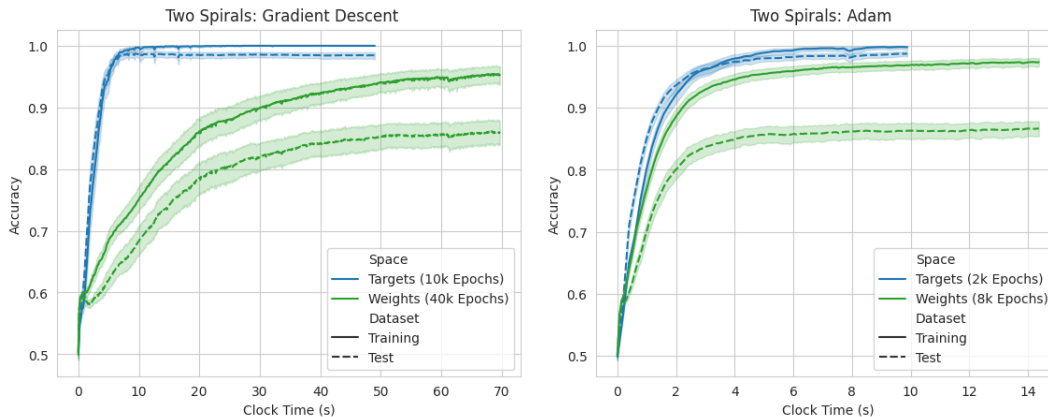 Two Spirals: Gradient Descent
1.0
0.9
0.8
0.7
0.6
0.5
Accuracy
0
10
20
30
40
50
60
70
Clock Time (s)
Space
Targets (10k Epochs)
Weights (40k Epochs)
Dataset
Training
Test
Two Spirals: Adam
1.0
0.9
0.8
0.7
0.6
0.5
Accuracy
0
2
4
6
8
10
12
14
Clock Time (s)
Space
Targets (2k Epochs)
Weights (8k Epochs)
Dataset
Training
Test